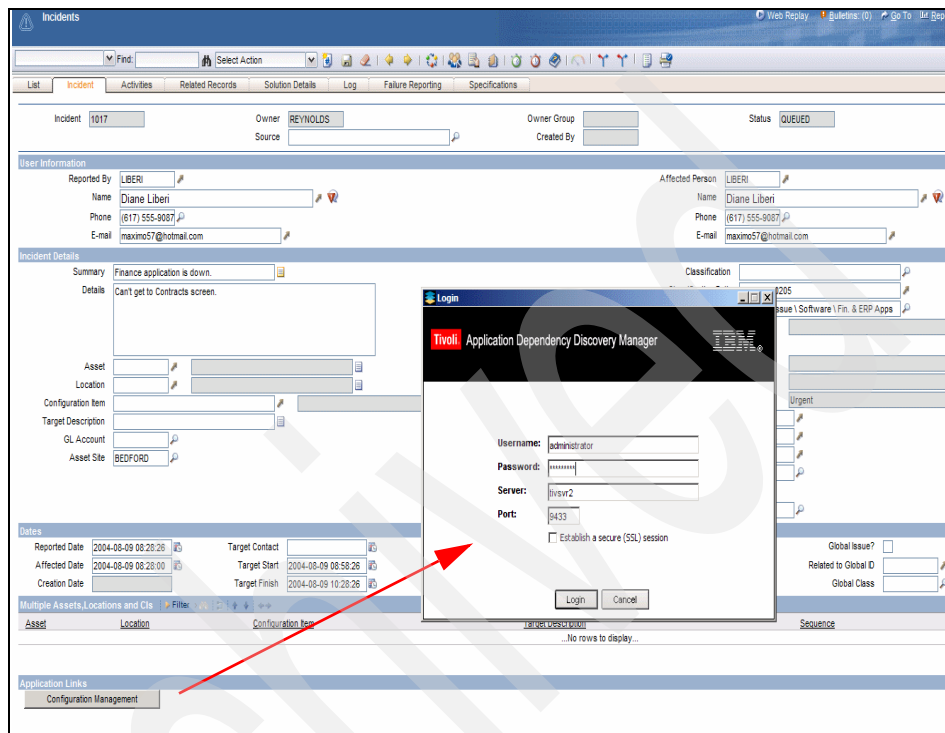 Incidents
Web Replay Bulletins: (0) Go To Rep
Find: Select Action
List Incident Activities Related Records Solution Details Log Failure Reporting Specifications
Incident 1017 Owner REYNOLDS Owner Group Status QUEUED
Source Created By
User Information
Reported By LIBERI Affected Person LIBERI
Name Diane Liberi Name Diane Liberi
Phone (617) 555-9087 Phone (617) 555-9087
E-mail maximo57@hotmail.com E-mail maximo57@hotmail.com
Incident Details
Summary Finance application is down. Classification
Details Can't get to Contracts screen. 0205
ssue \ Software \ Fin. & ERP Apps
Asset
Location
Configuration Item Urgent
Target Description
GL Account
Asset Site BEDFORD
Login
Tivoli. Application Dependency Discovery Manager IBM®
Username: administrator
Password: *********
Server: tivsvr2
Port: 9433
Establish a secure (SSL) session
Login Cancel
Dates
Reported Date 2004-08-09 08:28:26 Target Contact Global Issue?
Affected Date 2004-08-09 08:28:00 Target Start 2004-08-09 08:58:26 Related to Global ID
Creation Date Target Finish 2004-08-09 10:28:26 Global Class
Multiple Assets,Locations and CIs Filter
Asset Location Configuration Item Target Description Sequence
...No rows to display...
Application Links
Configuration Management